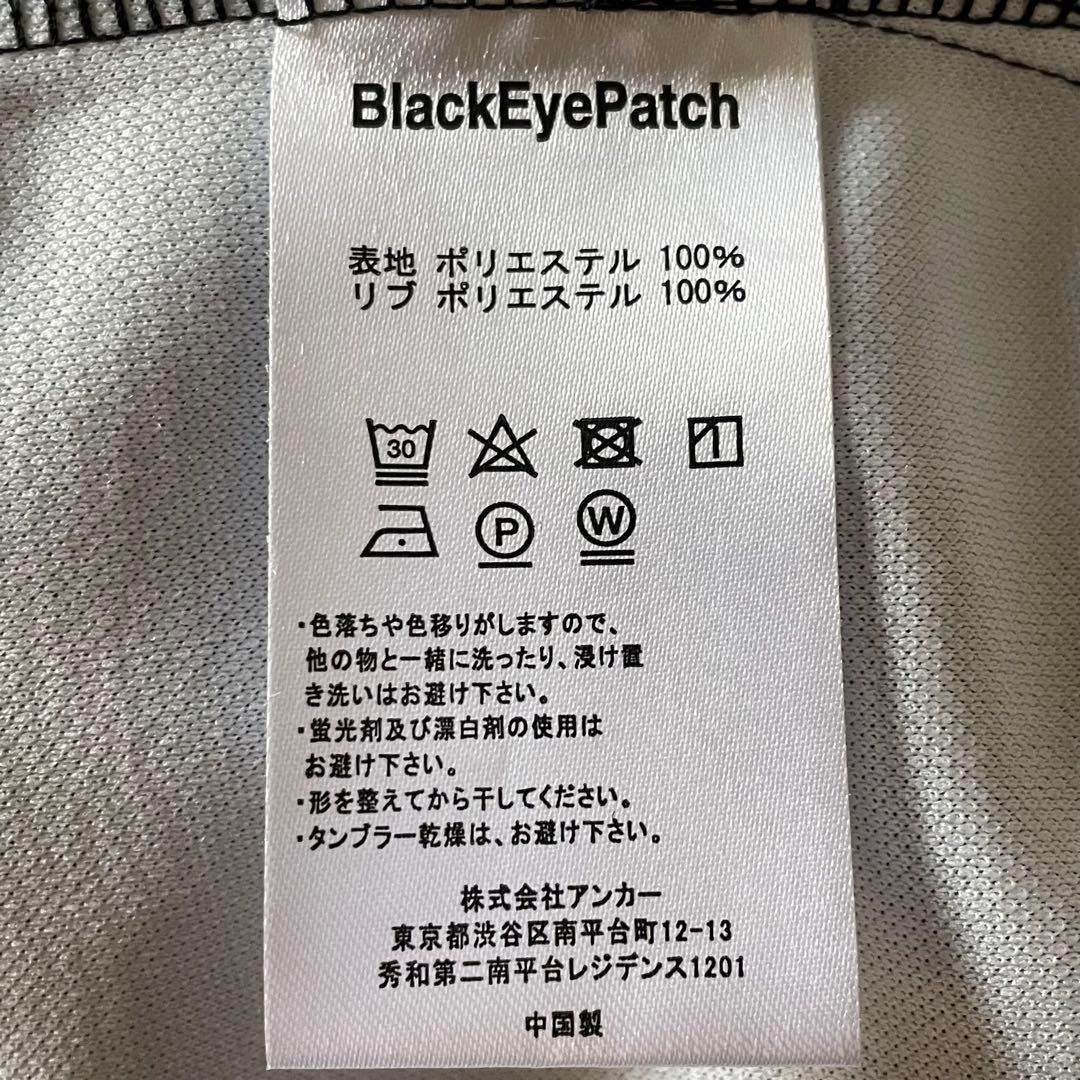 BlackEyePatch
表地 ポリエステル 100%
リブ ポリエステル 100%
30
1
P
W
・色落ちや色移りがしますので、
他の物と一緒に洗ったり、浸け置
き洗いはお避け下さい。
・蛍光剤及び漂白剤の使用は
お避け下さい。
・形を整えてから干してください。
・タンブラー乾燥は、お避け下さい。
株式会社アンカー
東京都渋谷区南平台町12-13
秀和第二南平台レジデンス1201
中国製